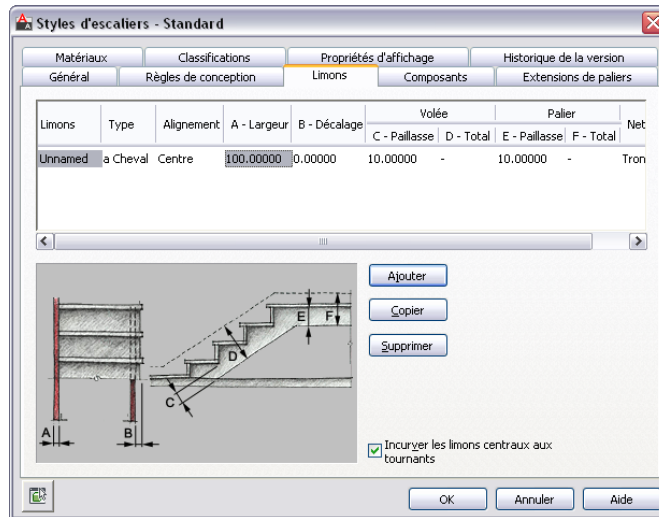 Styles d'escaliers - Standard
Matériaux Classifications Propriétés d'affichage Historique de la version
Général Règles de conception Limons Composants Extensions de paliers
Limons Type Alignement A - Largeur B - Décalage Volée Palier Net
C - Paillasse D - Total E - Paillasse F - Total
Unnamed a Cheval Centre 100.00000 0.00000 10.00000 - 10.00000 - Tron
Ajouter
Copier
Supprimer
A B C D E F
Incurver les limons centraux aux
tournants
OK Annuler Aide